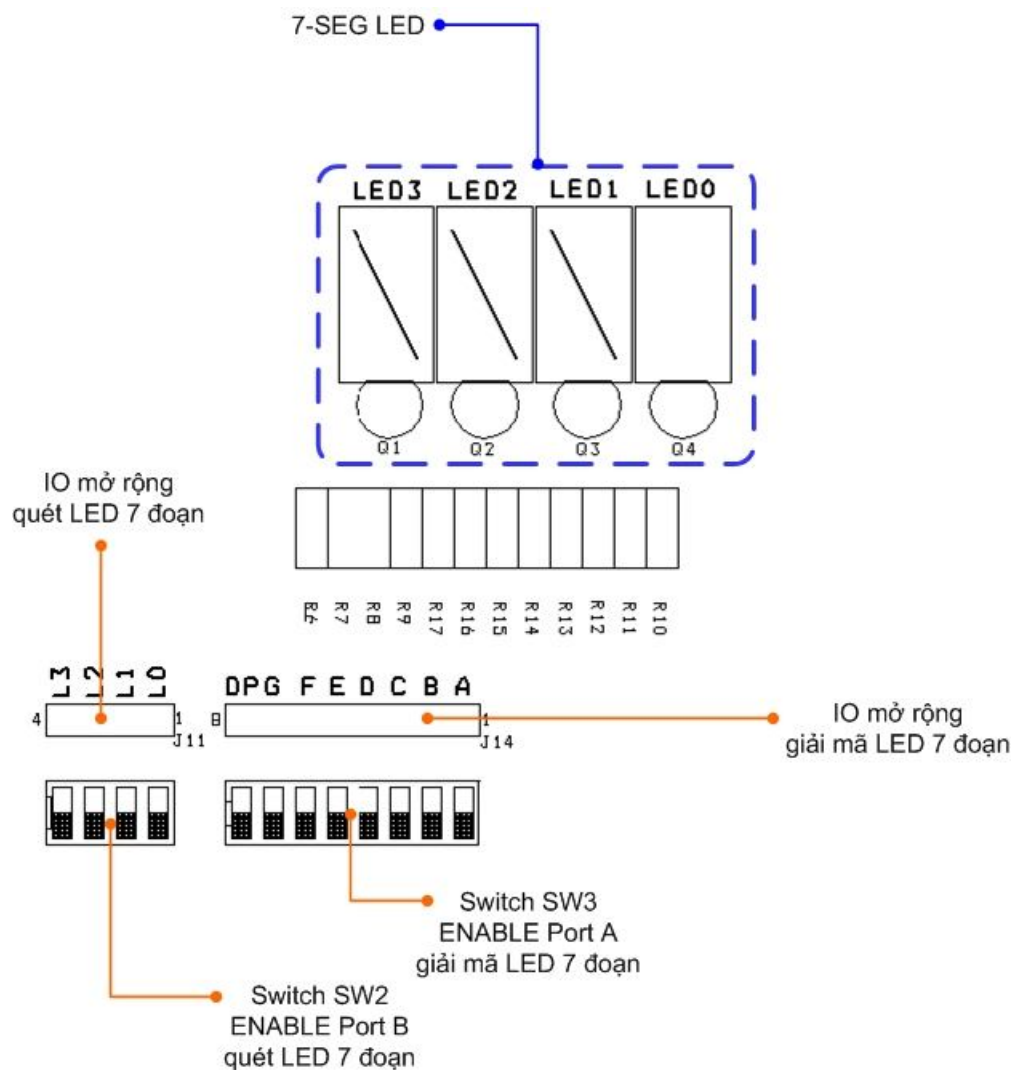 7-SEG LED
LED3 LED2 LED1 LED0
Q1 Q2 Q3 Q4
IO mở rộng
quét LED 7 đoạn
R6 R7 R8 R9 R17 R16 R15 R14 R13 R12 R11 R10
L3 L2 L1 L0
DP G F E D C B A
4 1 8 1
J11 J14
IO mở rộng
giải mã LED 7 đoạn
Switch SW3
ENABLE Port A
giải mã LED 7 đoạn
Switch SW2
ENABLE Port B
quét LED 7 đoạn